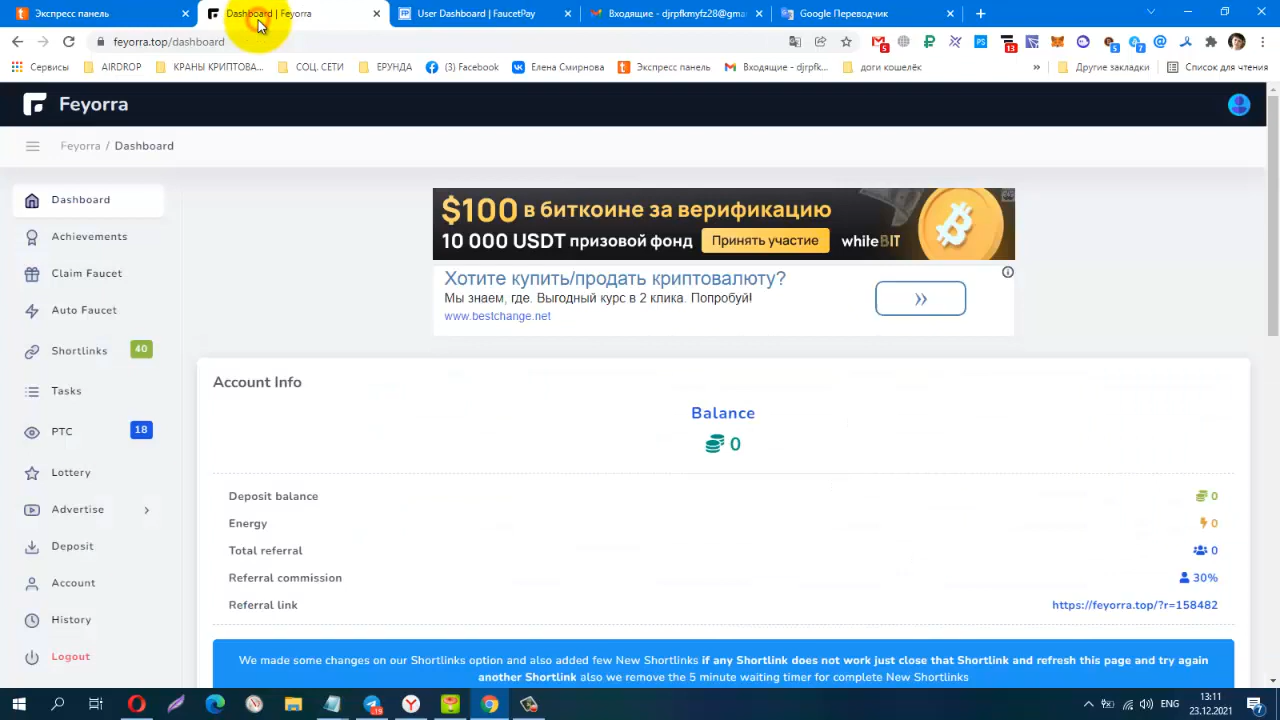 Экспресс панель
Dashboard | Feyorra
User Dashboard | FaucetPay
Входящие - djrpfkmyfz28@gma
Google Переводчик
feyorra.top/dashboard
Сервисы
AIRDROP
КРАНЫ КРИПТОВА...
СОЦ. СЕТИ
ЕРУНДА
(3) Facebook
Елена Смирнова
Экспресс панель
Входящие - djrpfk...
доги кошелёк
»
Другие закладки
Список для чтения
Feyorra
Feyorra / Dashboard
Dashboard
Achievements
Claim Faucet
Auto Faucet
Shortlinks 40
Tasks
PTC 18
Lottery
Advertise
Deposit
Account
History
Logout
$100 в биткоине за верификацию
10 000 USDT призовой фонд
Принять участие
whiteBIT
Хотите купить/продать криптовалюту?
Мы знаем, где. Выгодный курс в 2 клика. Попробуй!
www.bestchange.net
Account Info
Balance
0
Deposit balance 0
Energy 0
Total referral 0
Referral commission 30%
Referral link https://feyorra.top/?r=158482
We made some changes on our Shortlinks option and also added few New Shortlinks if any Shortlink does not work just close that Shortlink and refresh this page and try again
another Shortlink also we remove the 5 minute waiting timer for complete New Shortlinks
ENG
13:11
23.12.2021